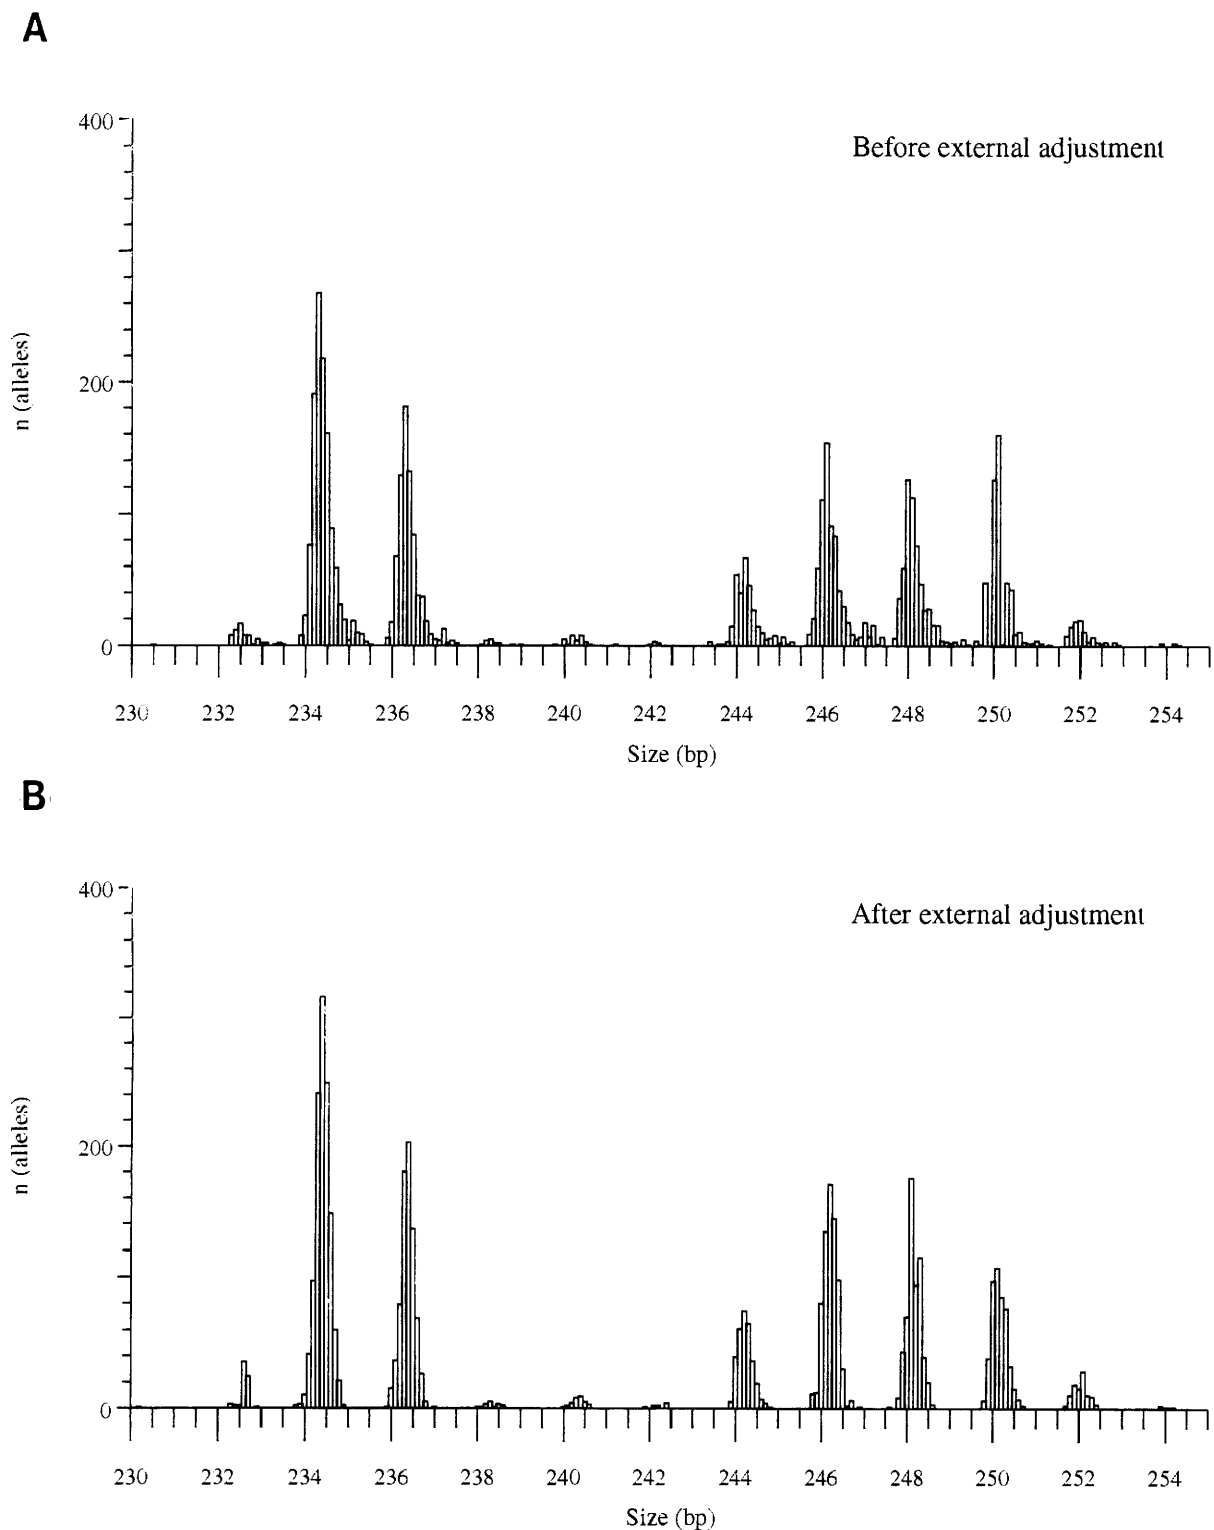 A
400
Before external adjustment
n (alleles)
200
0
230 232 234 236 238 240 242 244 246 248 250 252 254
Size (bp)
B
400
After external adjustment
n (alleles)
200
0
230 232 234 236 238 240 242 244 246 248 250 252 254
Size (bp)